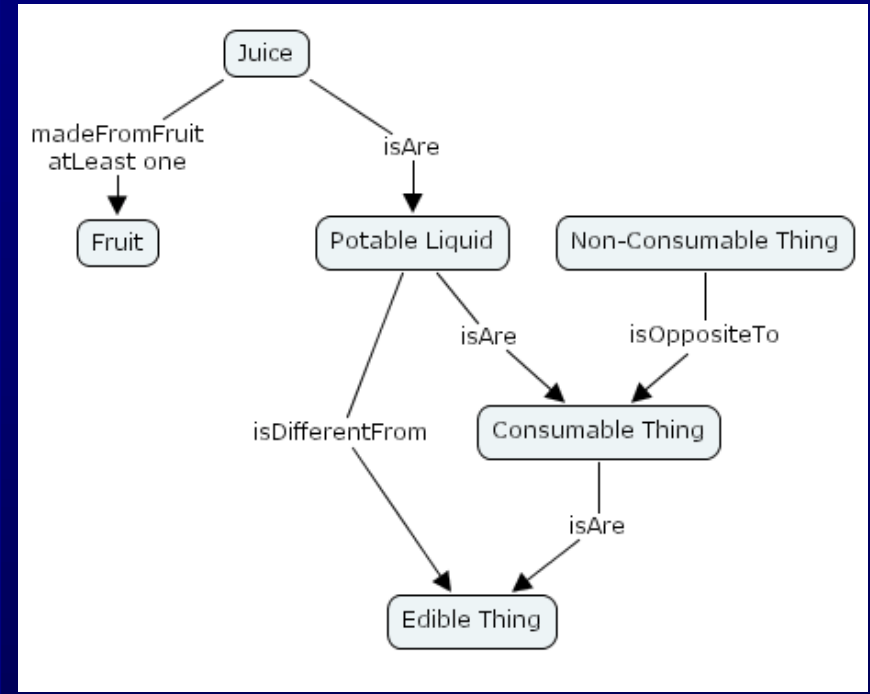 Juice
madeFromFruit
atLeast one
isAre
Fruit
Potable Liquid
Non-Consumable Thing
isAre
isOppositeTo
isDifferentFrom
Consumable Thing
isAre
Edible Thing